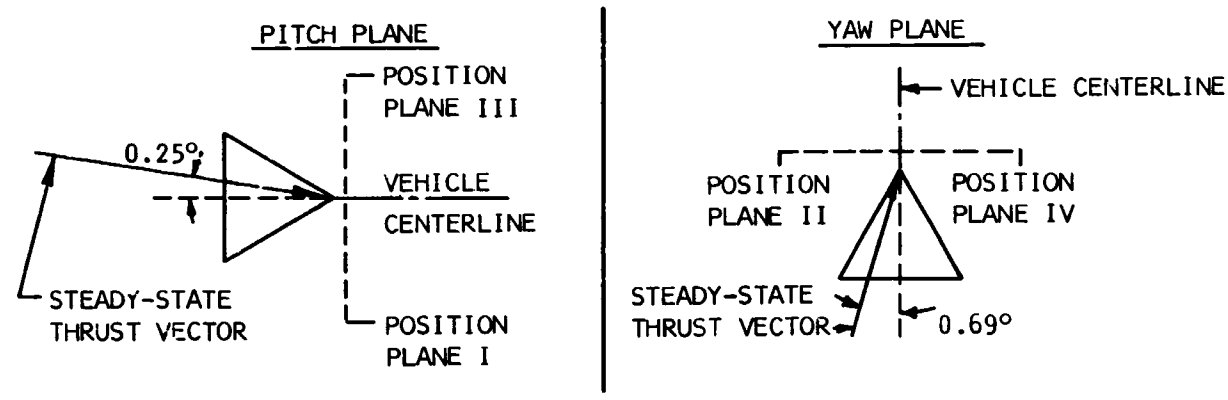 PITCH PLANE
POSITION
PLANE III
0.25°
VEHICLE
CENTERLINE
STEADY-STATE
THRUST VECTOR
POSITION
PLANE I
YAW PLANE
VEHICLE CENTERLINE
POSITION
PLANE II
POSITION
PLANE IV
STEADY-STATE
THRUST VECTOR
0.69°